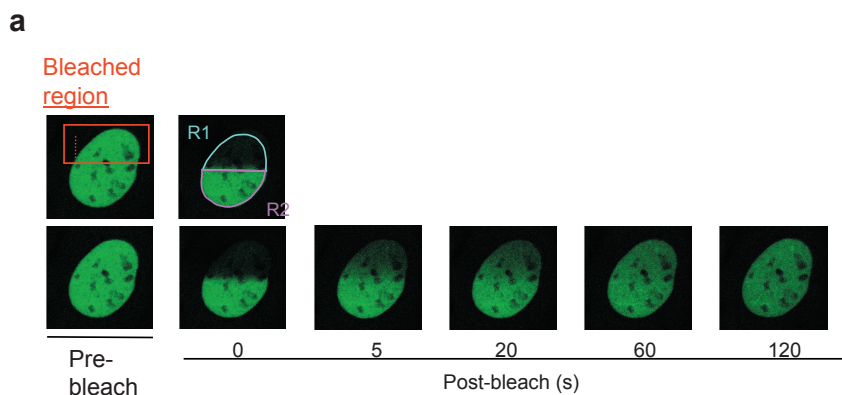 a
Bleached
region
R1
R2
0 5 20 60 120
Pre-
bleach
Post-bleach (s)